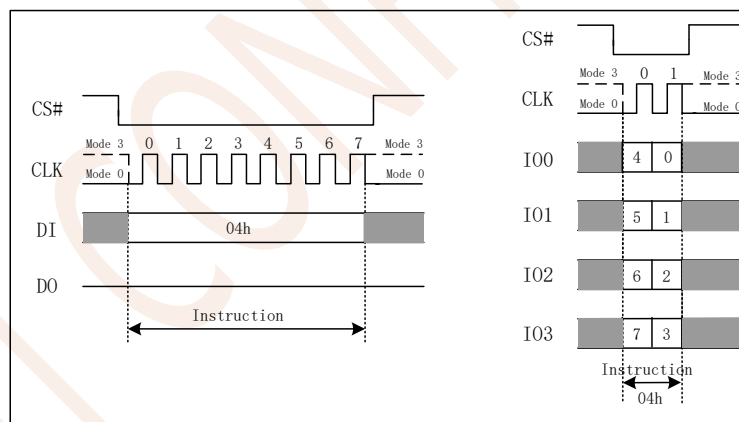 CS#
Mode 3 0 1 2 3 4 5 6 7 Mode 3
CLK
Mode 0 Mode 0
DI 04h
DO
Instruction
CS#
Mode 3 0 1 Mode 3
CLK
Mode 0 Mode 0
IO0 4 0
IO1 5 1
IO2 6 2
IO3 7 3
Instruction
04h